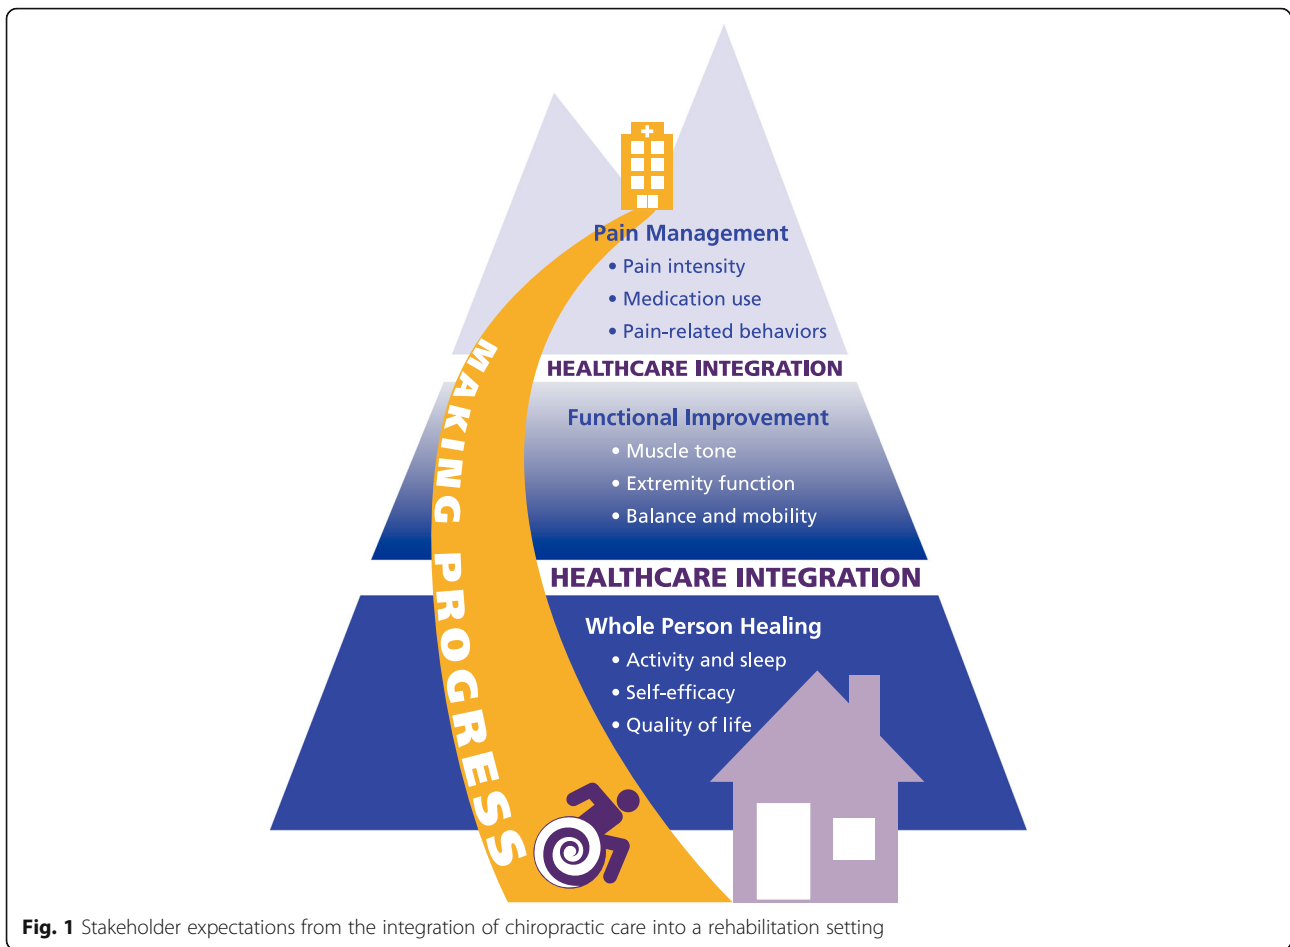 Pain Management
• Pain intensity
• Medication use
• Pain-related behaviors
HEALTHCARE INTEGRATION
MAKING PROGRESS
Functional Improvement
• Muscle tone
• Extremity function
• Balance and mobility
HEALTHCARE INTEGRATION
Whole Person Healing
• Activity and sleep
• Self-efficacy
• Quality of life
Fig. 1 Stakeholder expectations from the integration of chiropractic care into a rehabilitation setting